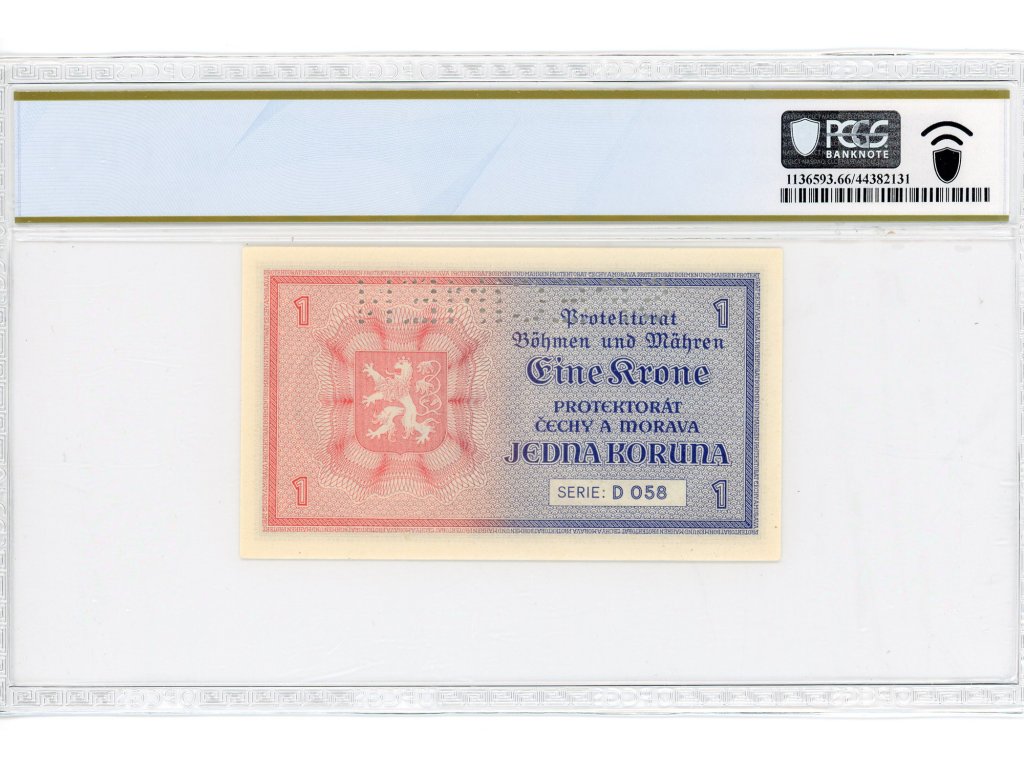 PCGS
BANKNOTE
1136593.66/44382131
1 1
Protektorat
Böhmen und Mähren
Eine Krone
PROTEKTORÁT
ČECHY A MORAVA
JEDNA KORUNA
SERIE: D 058
1 1